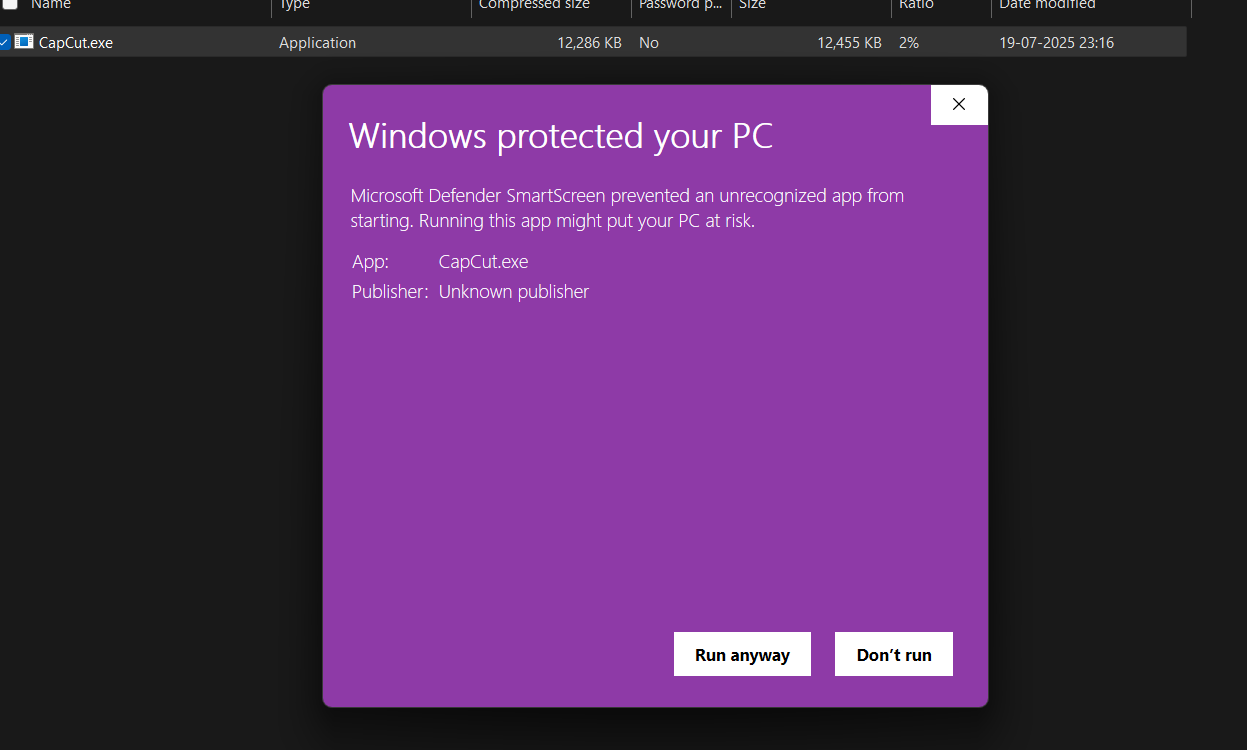 Name Type Compressed size Password p... Size Ratio Date modified
CapCut.exe Application 12,286 KB No 12,455 KB 2% 19-07-2025 23:16
Windows protected your PC
Microsoft Defender SmartScreen prevented an unrecognized app from
starting. Running this app might put your PC at risk.
App: CapCut.exe
Publisher: Unknown publisher
Run anyway Don’t run